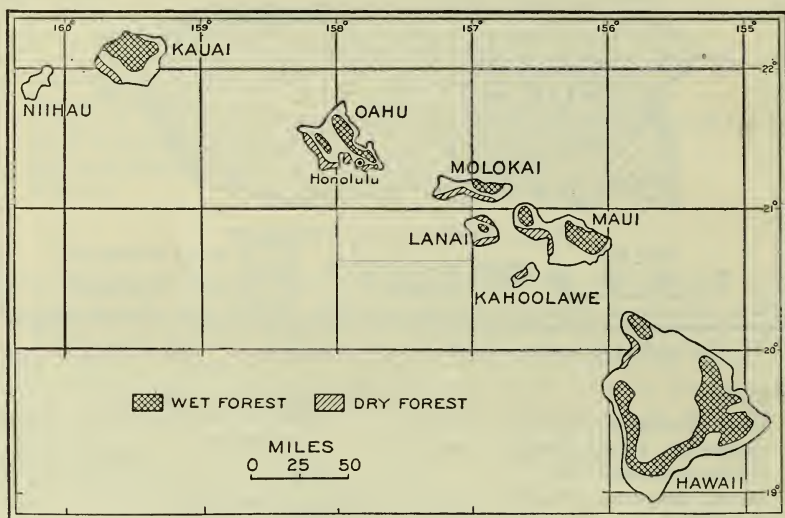 160° 159° 158° 157° 156° 155°
KAUAI
22°
NIIHAU
OAHU
Honolulu
MOLOKAI
21°
MAUI
LANAI
KAHOOLAWE
20°
WET FOREST DRY FOREST
MILES
0 25 50
HAWAII
19°